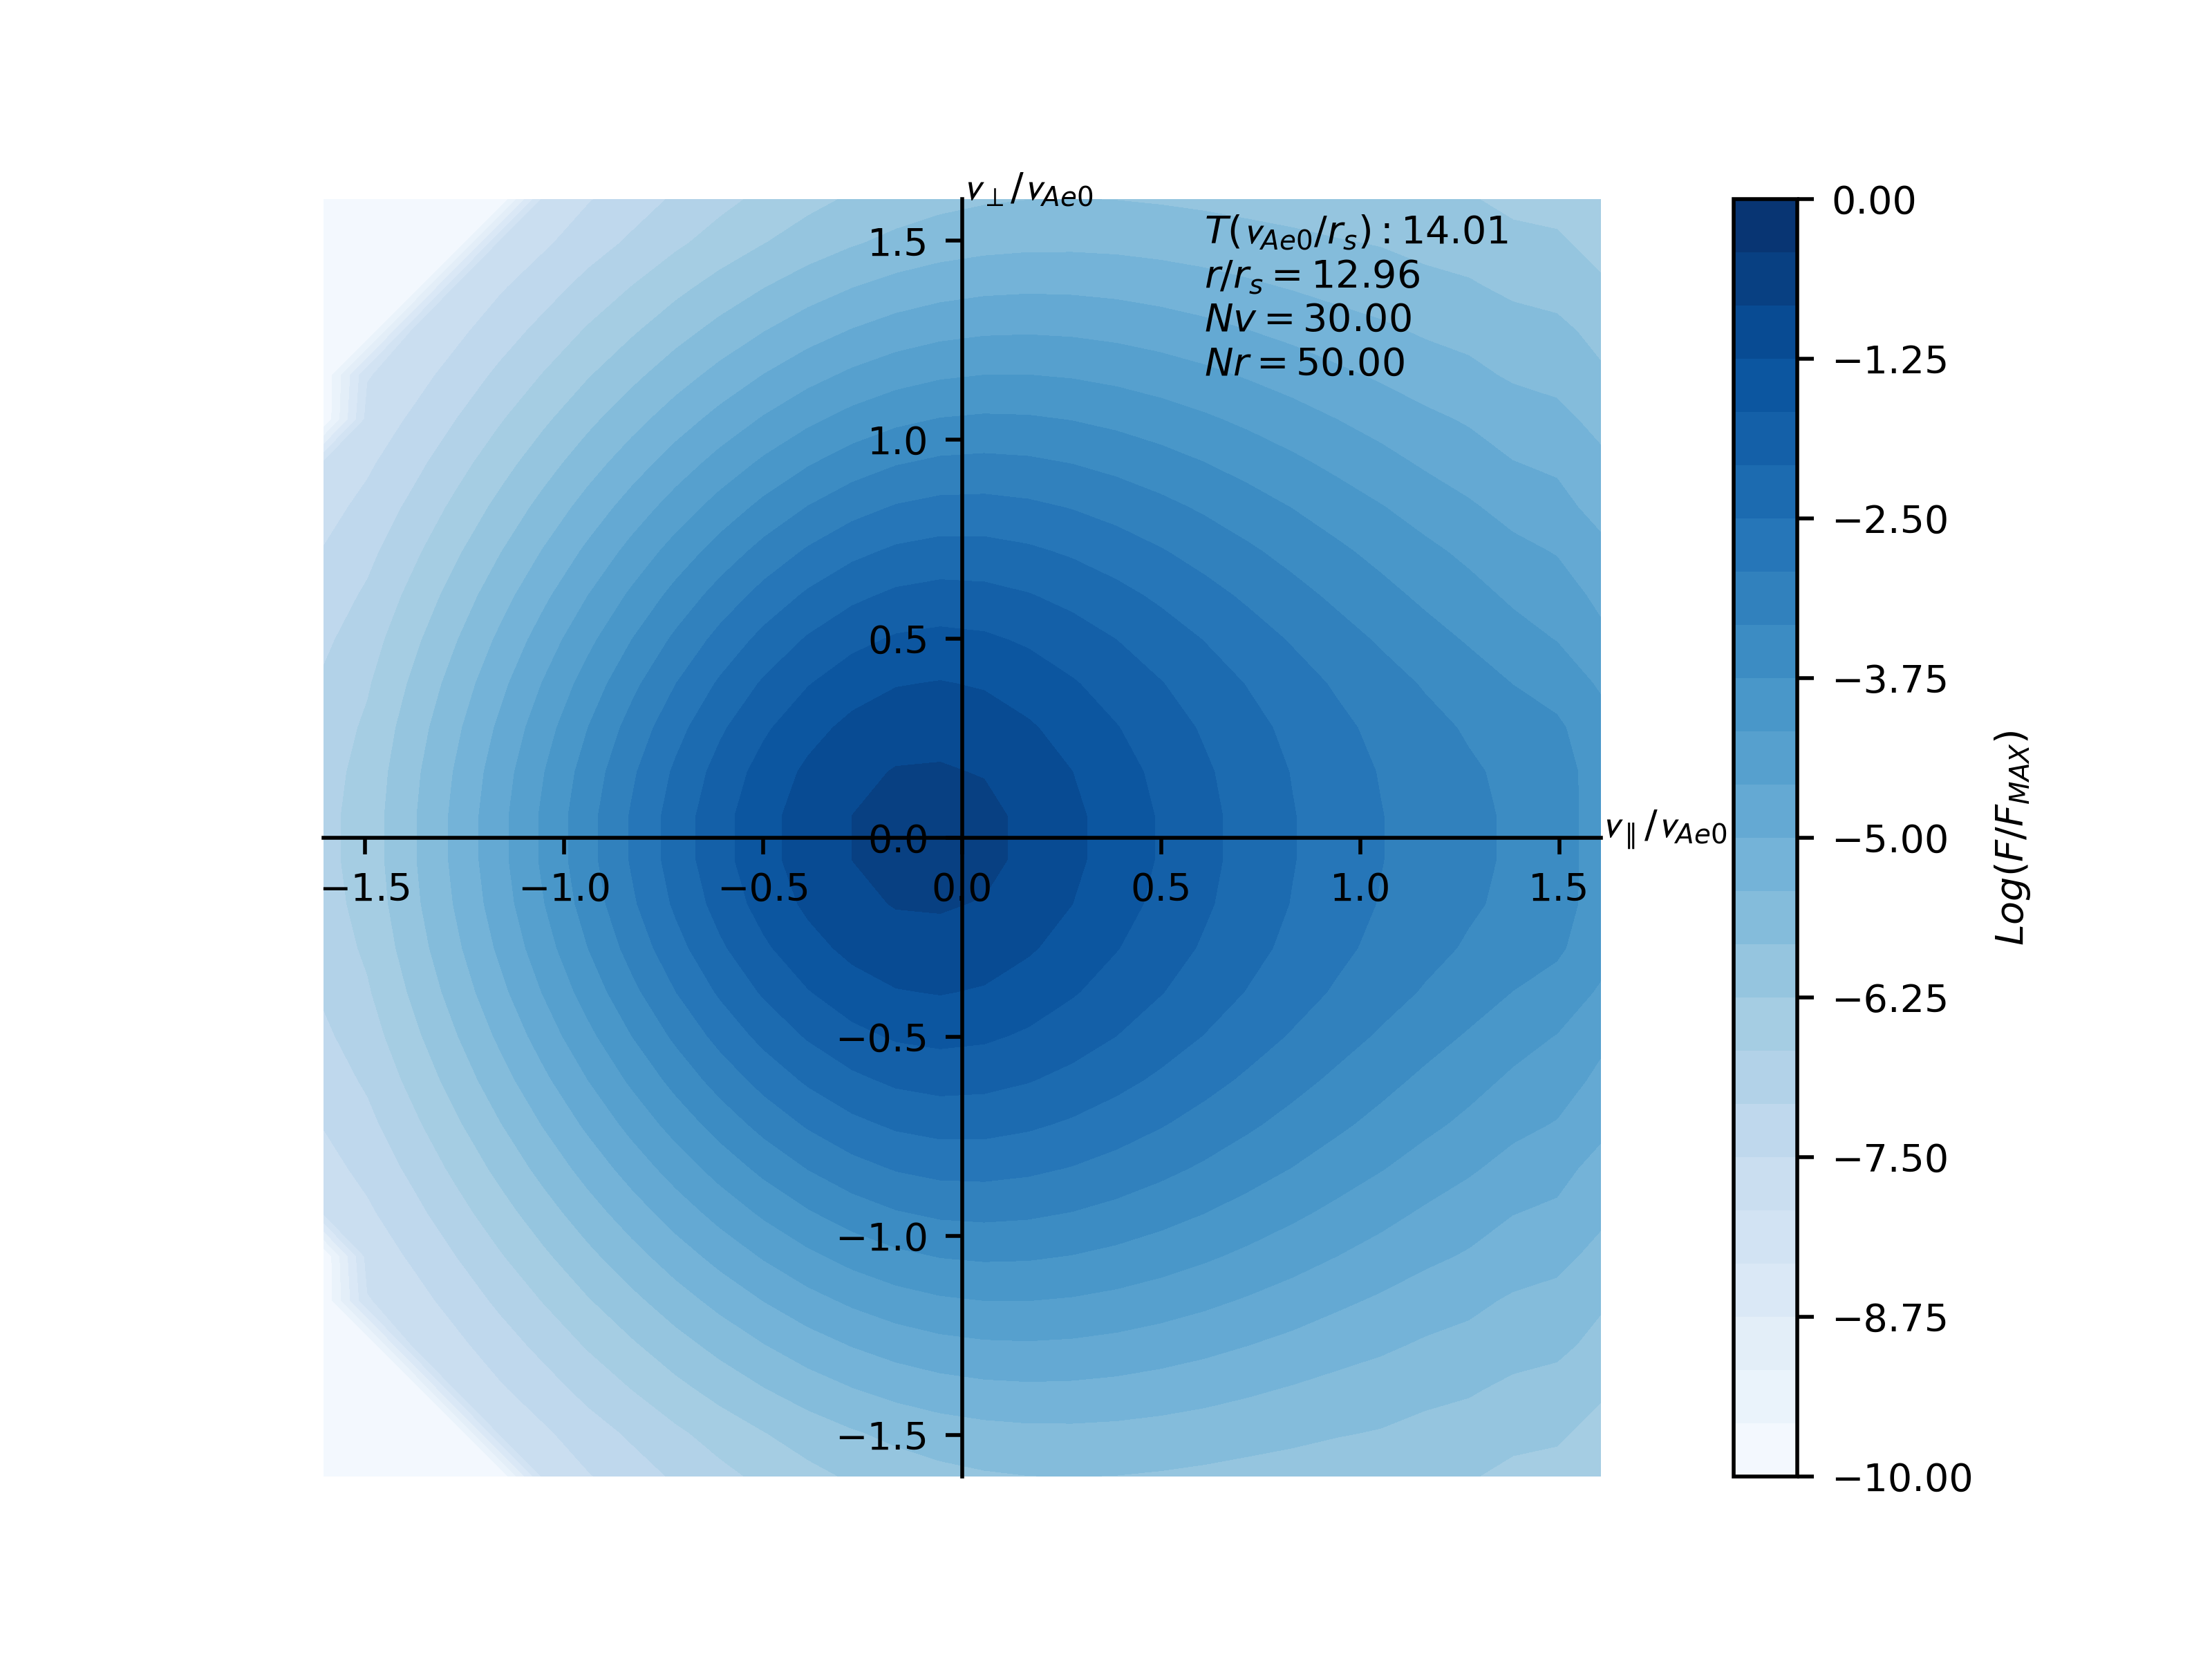 v⊥/vAe0
T(vAe0/rs):14.01
r/rs=12.96
Nv=30.00
Nr=50.00
1.5
1.0
0.5
0.0
−0.5
−1.0
−1.5
−1.5 −1.0 −0.5 0.0 0.5 1.0 1.5
v∥/vAe0
0.00
−1.25
−2.50
−3.75
−5.00
−6.25
−7.50
−8.75
−10.00
Log(F/FMAX)